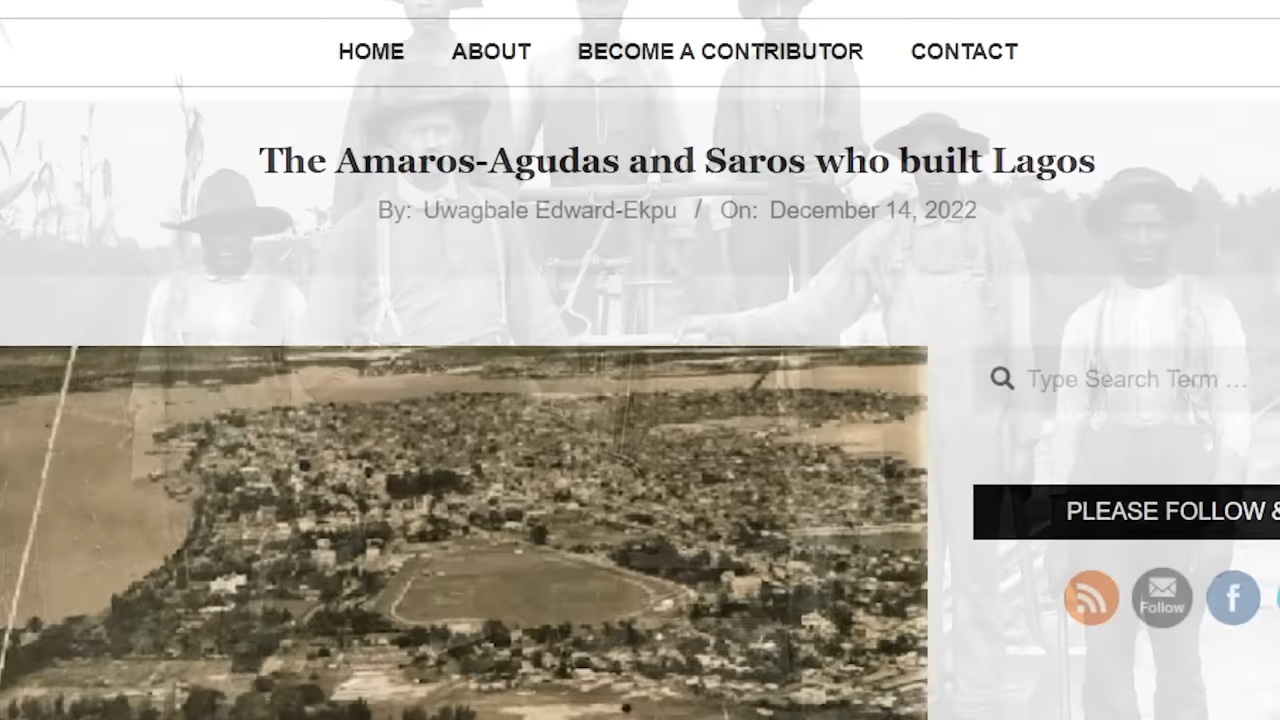 HOME ABOUT BECOME A CONTRIBUTOR CONTACT
The Amaros-Agudas and Saros who built Lagos
By: Uwagbale Edward-Ekpu / On: December 14, 2022
Type Search Term …
PLEASE FOLLOW &
Follow
f